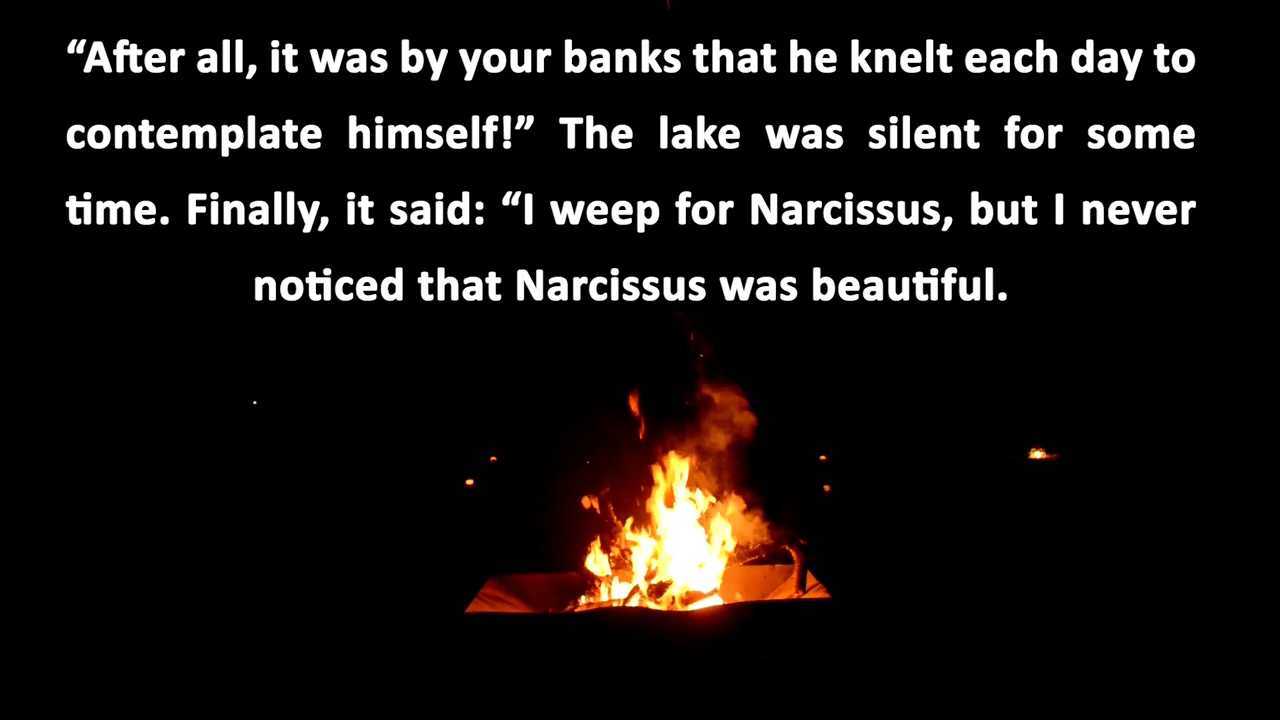 “After all, it was by your banks that he knelt each day to
contemplate himself!” The lake was silent for some
time. Finally, it said: “I weep for Narcissus, but I never
noticed that Narcissus was beautiful.